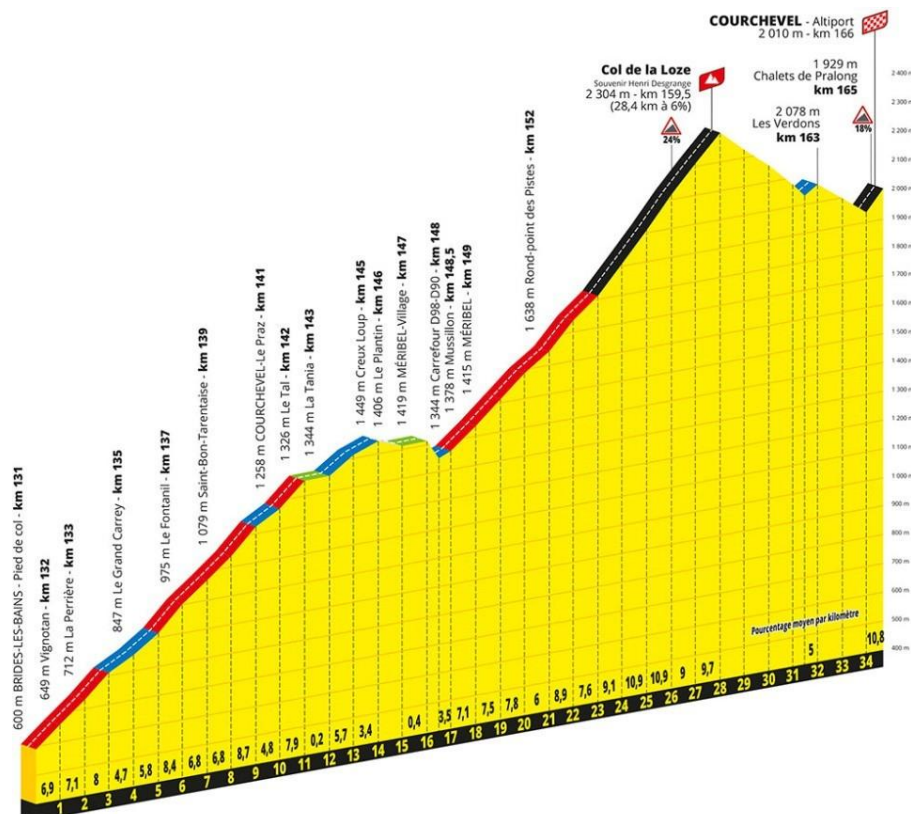 COURCHEVEL - Altiport
2 010 m - km 166
1 929 m
Chalets de Pralong
km 165
18%
2 078 m
Les Verdons
km 163
Col de la Loze
Souvenir Henri Desgrange
2 304 m - km 159,5
(28,4 km à 6%)
24%
600 m BRIDES-LES-BAINS - Pied de col - km 131
649 m Vignotan - km 132
712 m La Perrière - km 133
847 m Le Grand Carrey - km 135
975 m Le Fontanil - km 137
1 079 m Saint-Bon-Tarentaise - km 139
1 258 m COURCHEVEL-Le Praz - km 141
1 326 m Le Tal - km 142
1 344 m La Tania - km 143
1 449 m Creux Loup - km 145
1 406 m Le Plantin - km 146
1 419 m MÉRIBEL-Village - km 147
1 344 m Carrefour D98-D90 - km 148
1 378 m Mussillon - km 148,5
1 415 m MÉRIBEL - km 149
1 638 m Rond-point des Pistes - km 152
2 400 m
2 300 m
2 200 m
2 100 m
2 000 m
1 900 m
1 800 m
1 700 m
1 600 m
1 500 m
1 400 m
1 300 m
1 200 m
1 100 m
1 000 m
900 m
800 m
700 m
600 m
500 m
400 m
Pourcentage moyen par kilomètre
6,9 7,1 8 4,7 5,8 8,4 6,8 6,8 8,7 4,8 7,9 0,2 5,7 3,4 0,4 3,5 7,1 7,5 7,8 6 8,9 7,6 9,1 10,9 10,9 9 9,7 5 10,8
1 2 3 4 5 6 7 8 9 10 11 12 13 14 15 16 17 18 19 20 21 22 23 24 25 26 27 28 29 30 31 32 33 34